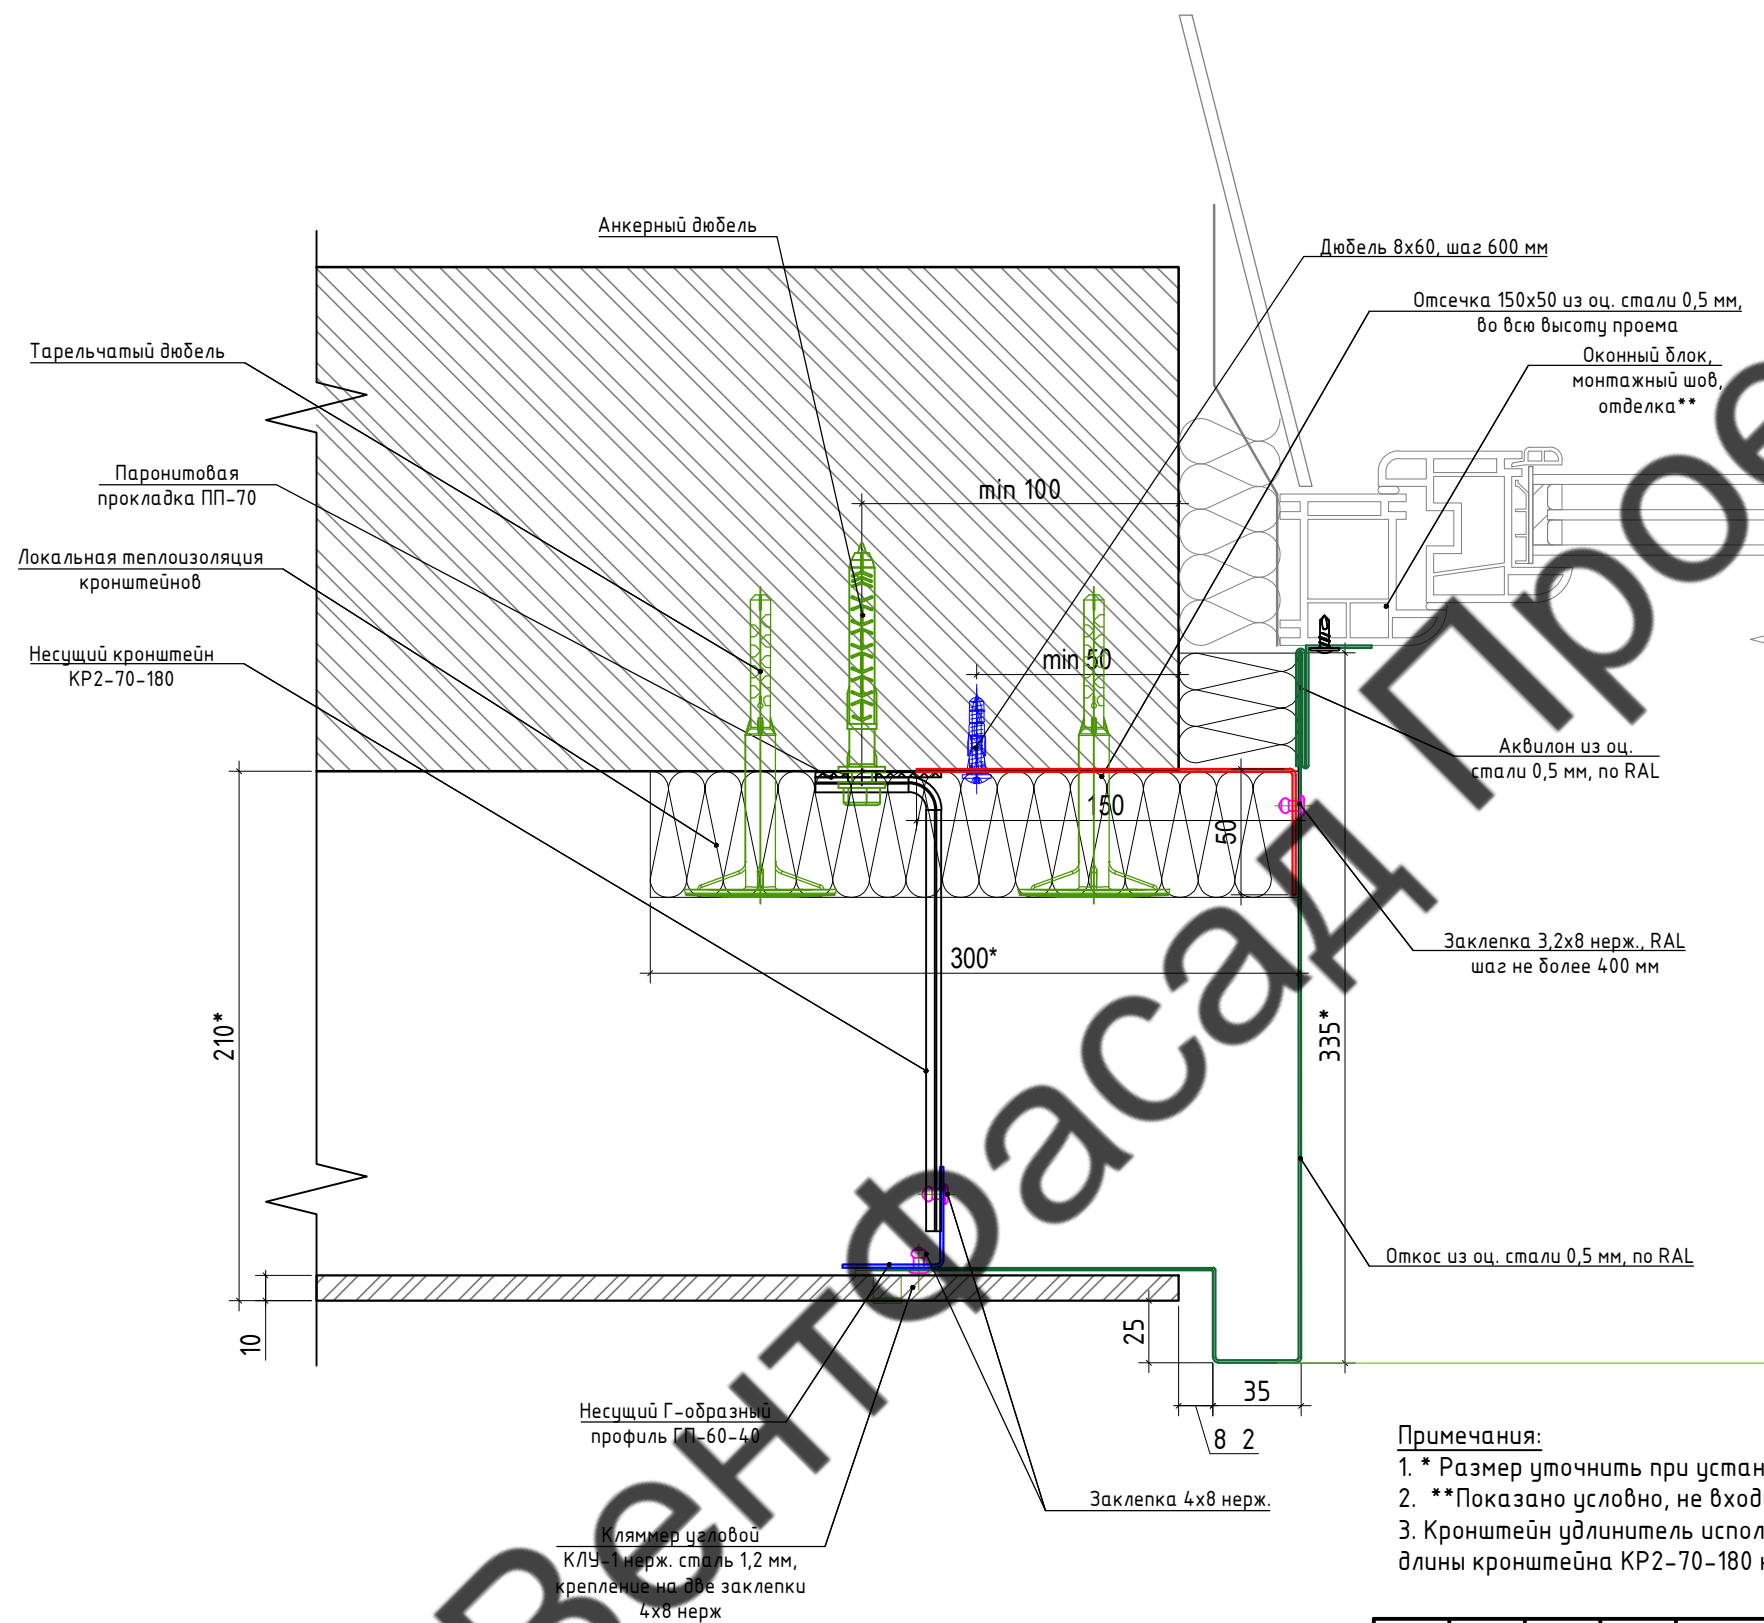 Анкерный дюбель
Дюбель 8х60, шаг 600 мм
Отсечка 150х50 из оц. стали 0,5 мм,
во всю высоту проема
Оконный блок,
монтажный шов,
отделка**
Тарельчатый дюбель
Паронитовая
прокладка ПП-70
Локальная теплоизоляция
кронштейнов
Несущий кронштейн
КР2-70-180
min 100
min 50
150
50
300*
210*
335*
10
25
35
8 2
Аквилон из оц.
стали 0,5 мм, по RAL
Заклепка 3,2х8 нерж., RAL
шаг не более 400 мм
Откос из оц. стали 0,5 мм, по RAL
Несущий Г-образный
профиль ГП-60-40
Заклепка 4х8 нерж.
Кляммер угловой
КЛУ-1 нерж. сталь 1,2 мм,
крепление на две заклепки
4х8 нерж
Примечания:
1. * Размер уточнить при
2. **Показано условно, не
3. Кронштейн удлинитель
длины кронштейна КР2-70-180
ВентФасад